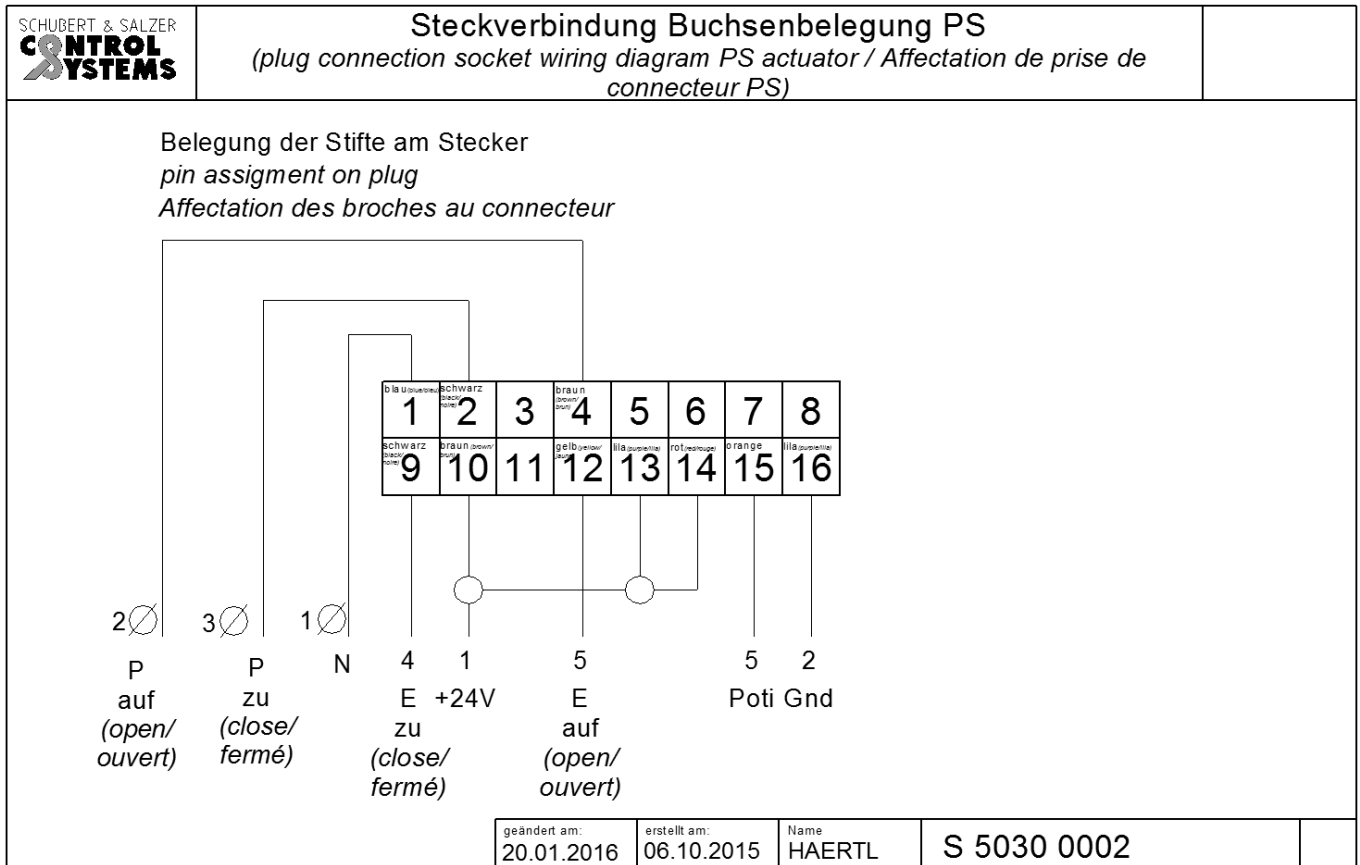 SCHUBERT & SALZER
CONTROL
SYSTEMS
Steckverbindung Buchsenbelegung PS
(plug connection socket wiring diagram PS actuator / Affectation de prise de
connecteur PS)
Belegung der Stifte am Stecker
pin assigment on plug
Affectation des broches au connecteur
blau (blue/bleu) schwarz (black/noire) braun (brown/brun)
1 2 3 4 5 6 7 8
schwarz (black/noire) braun (brown/brun) gelb (yellow/jaune) lila (purple/lila) rot (red/rouge) orange lila (purple/lila)
9 10 11 12 13 14 15 16
2 3 1
P P N 4 1 5 5 2
auf zu E +24V E Poti Gnd
(open/ (close/ zu auf
ouvert) fermé) (close/ (open/
fermé) ouvert)
geändert am: erstellt am: Name
20.01.2016 06.10.2015 HAERTL S 5030 0002